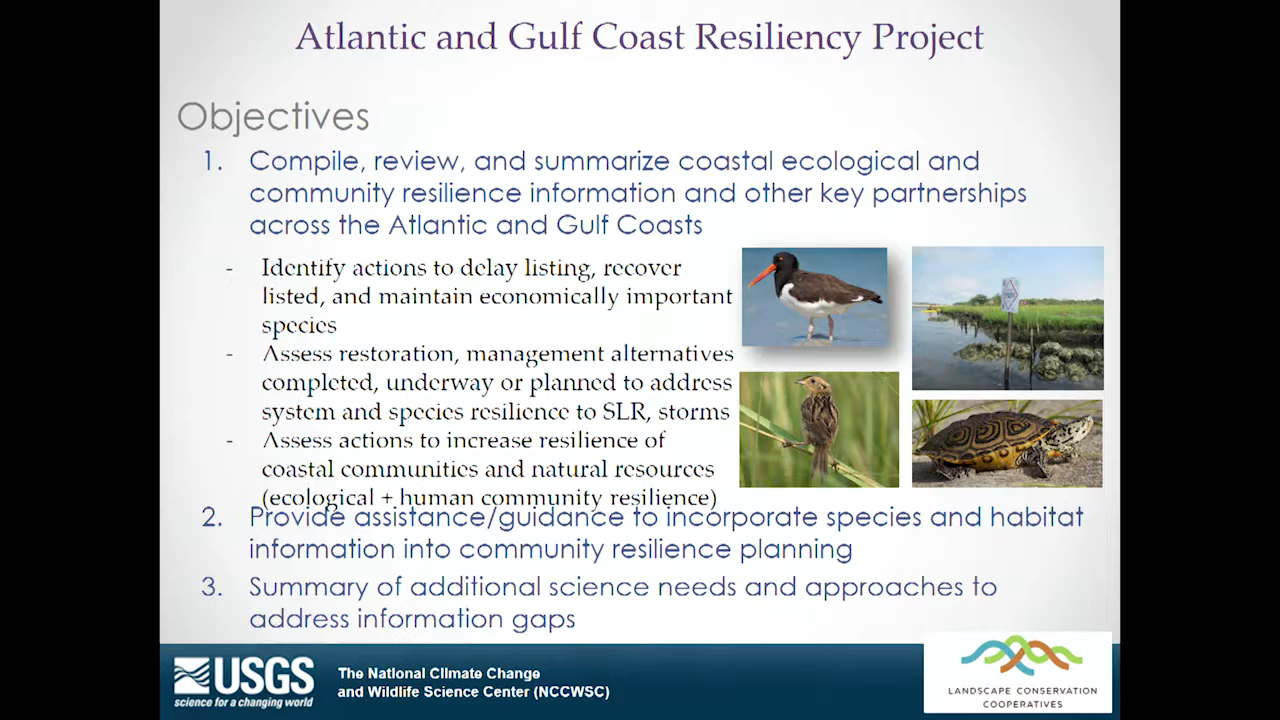 Atlantic and Gulf Coast Resiliency Project
Objectives
1. Compile, review, and summarize coastal ecological and
community resilience information and other key partnerships
across the Atlantic and Gulf Coasts
- Identify actions to delay listing, recover
listed, and maintain economically important
species
- Assess restoration, management alternatives
completed, underway or planned to address
system and species resilience to SLR, storms
- Assess actions to increase resilience of
coastal communities and natural resources
(ecological + human community resilience)
2. Provide assistance/guidance to incorporate species and habitat
information into community resilience planning
3. Summary of additional science needs and approaches to
address information gaps
USGS
science for a changing world
The National Climate Change
and Wildlife Science Center (NCCWSC)
LANDSCAPE CONSERVATION
COOPERATIVES